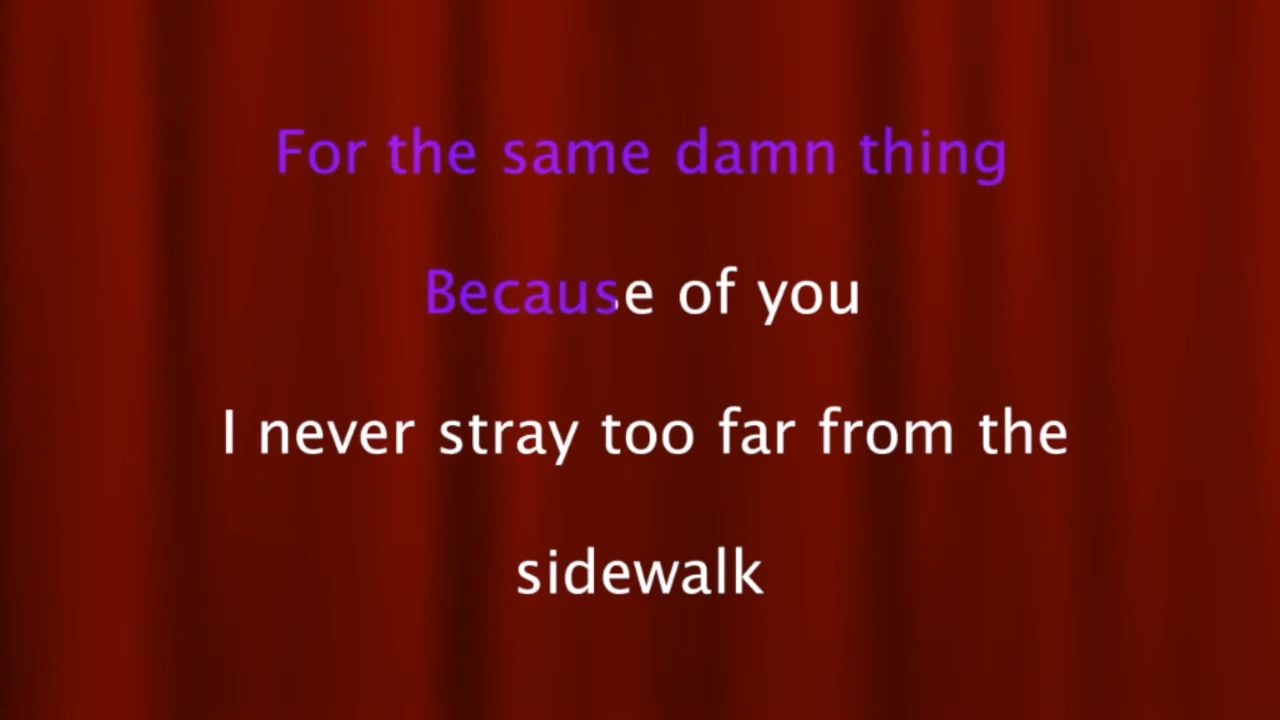 For the same damn thing
Because of you
I never stray too far from the
sidewalk